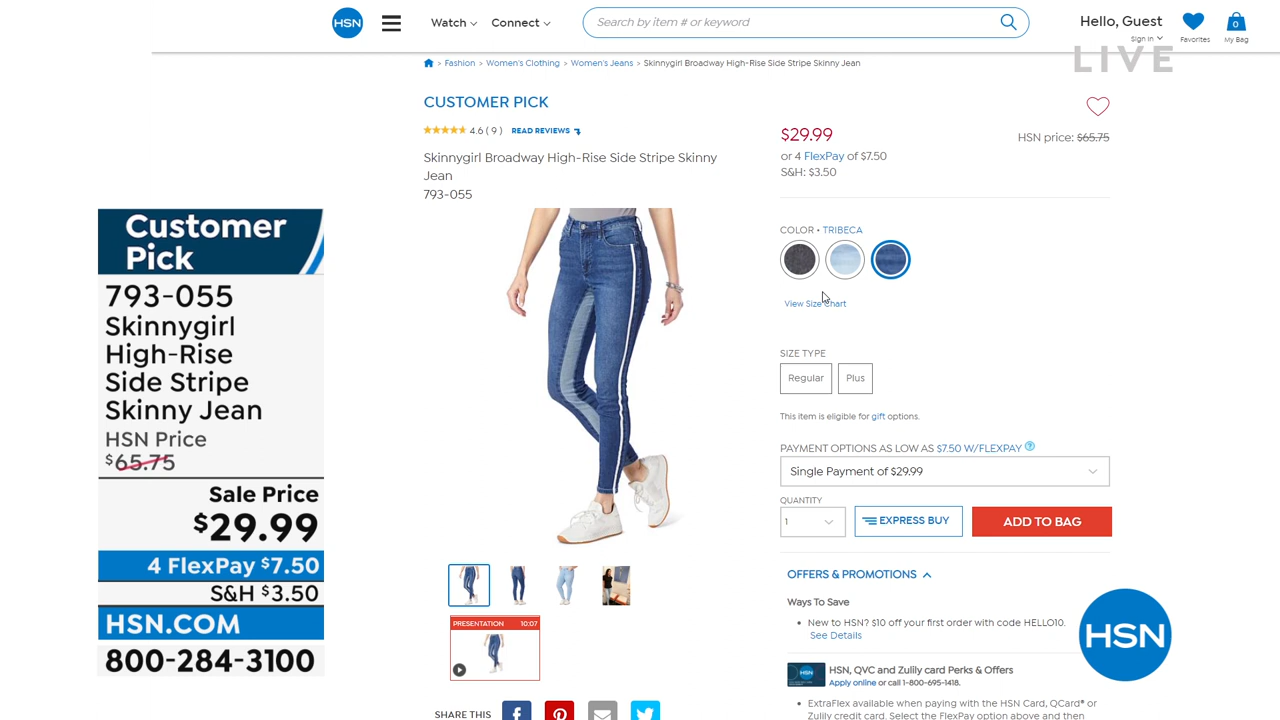 HSN
Watch
Connect
Search by item # or keyword
Hello, Guest
Sign In
Favorites
0
My Bag
LIVE
> Fashion > Women's Clothing > Women's Jeans > Skinnygirl Broadway High-Rise Side Stripe Skinny Jean
CUSTOMER PICK
4.6 ( 9 ) READ REVIEWS
Skinnygirl Broadway High-Rise Side Stripe Skinny
Jean
793-055
$29.99
HSN price: $65.75
or 4 FlexPay of $7.50
S&H: $3.50
COLOR • TRIBECA
View Size Chart
SIZE TYPE
Regular
Plus
This item is eligible for gift options.
PAYMENT OPTIONS AS LOW AS $7.50 W/FLEXPAY ?
Single Payment of $29.99
QUANTITY
1
EXPRESS BUY
ADD TO BAG
OFFERS & PROMOTIONS
Ways To Save
• New to HSN? $10 off your first order with code HELLO10.
See Details
HSN, QVC and Zulily card Perks & Offers
Apply online or call 1-800-695-1418.
• ExtraFlex available when paying with the HSN Card, QCard® or
Zulily credit card. Select the FlexPay option above and then
Customer
Pick
793-055
Skinnygirl
High-Rise
Side Stripe
Skinny Jean
HSN Price
$65.75
Sale Price
$29.99
4 FlexPay $7.50
S&H $3.50
HSN.COM
800-284-3100
PRESENTATION 10:07
SHARE THIS
HSN